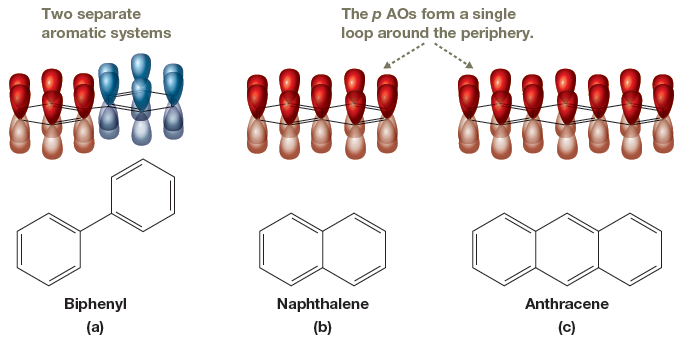 Two separate
aromatic systems
The p AOs form a single
loop around the periphery.
Biphenyl
(a)
Naphthalene
(b)
Anthracene
(c)